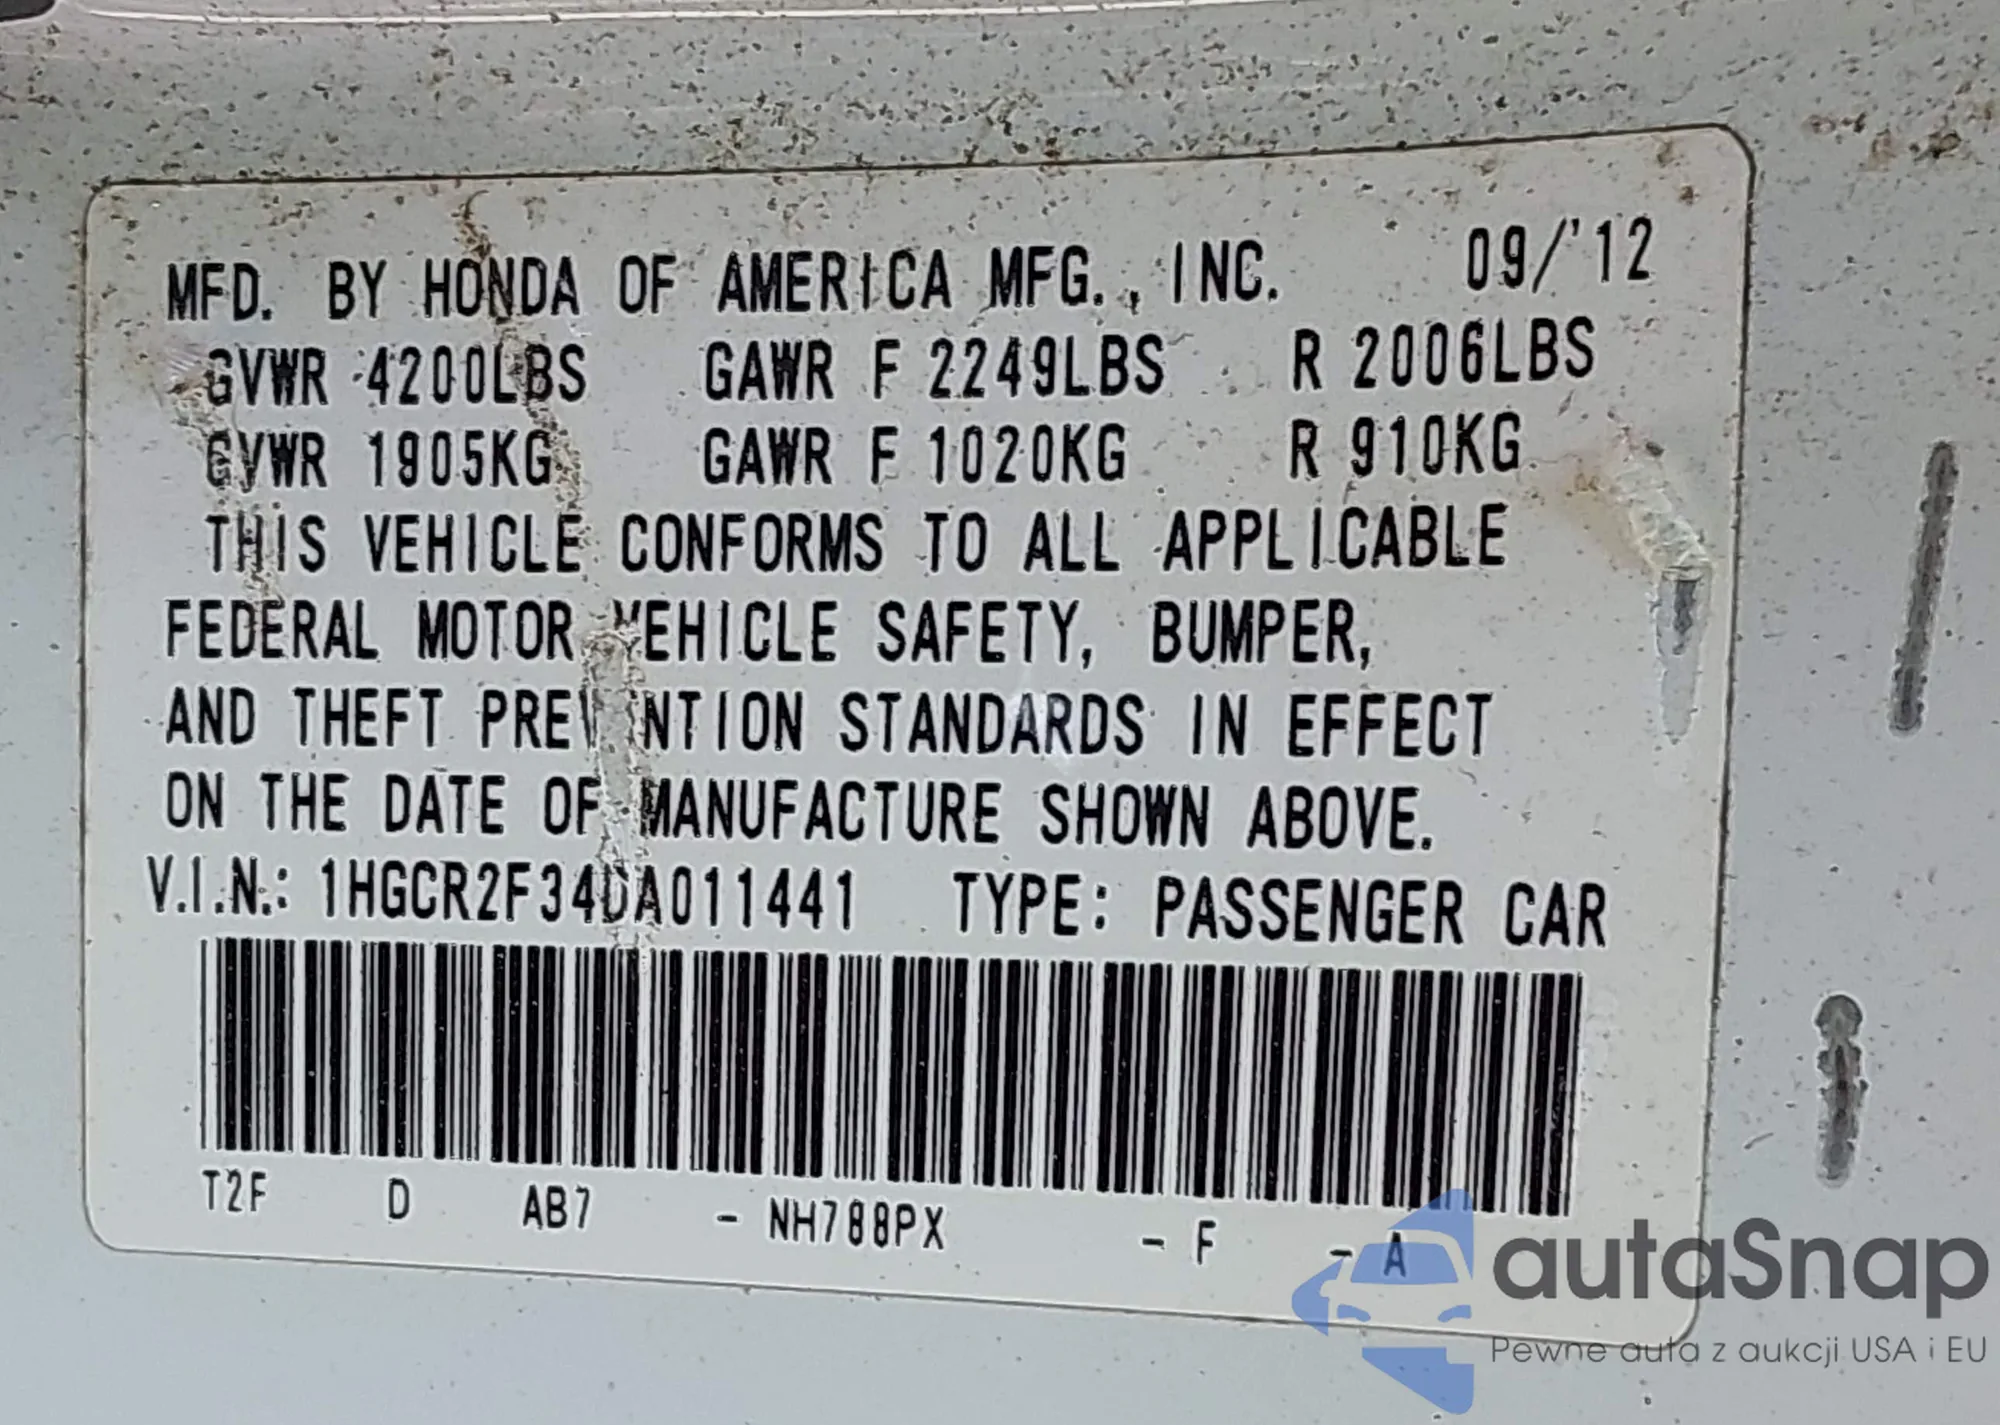 MFD. BY HONDA OF AMERICA MFG., INC. 09/'12
GVWR 4200LBS GAWR F 2249LBS R 2006LBS
GVWR 1905KG GAWR F 1020KG R 910KG
THIS VEHICLE CONFORMS TO ALL APPLICABLE
FEDERAL MOTOR VEHICLE SAFETY, BUMPER,
AND THEFT PREVENTION STANDARDS IN EFFECT
ON THE DATE OF MANUFACTURE SHOWN ABOVE.
V.I.N.: 1HGCR2F34DA011441 TYPE: PASSENGER CAR
T2F D AB7 - NH788PX - F - A
autaSnap
Pewne auta z aukcji USA i EU